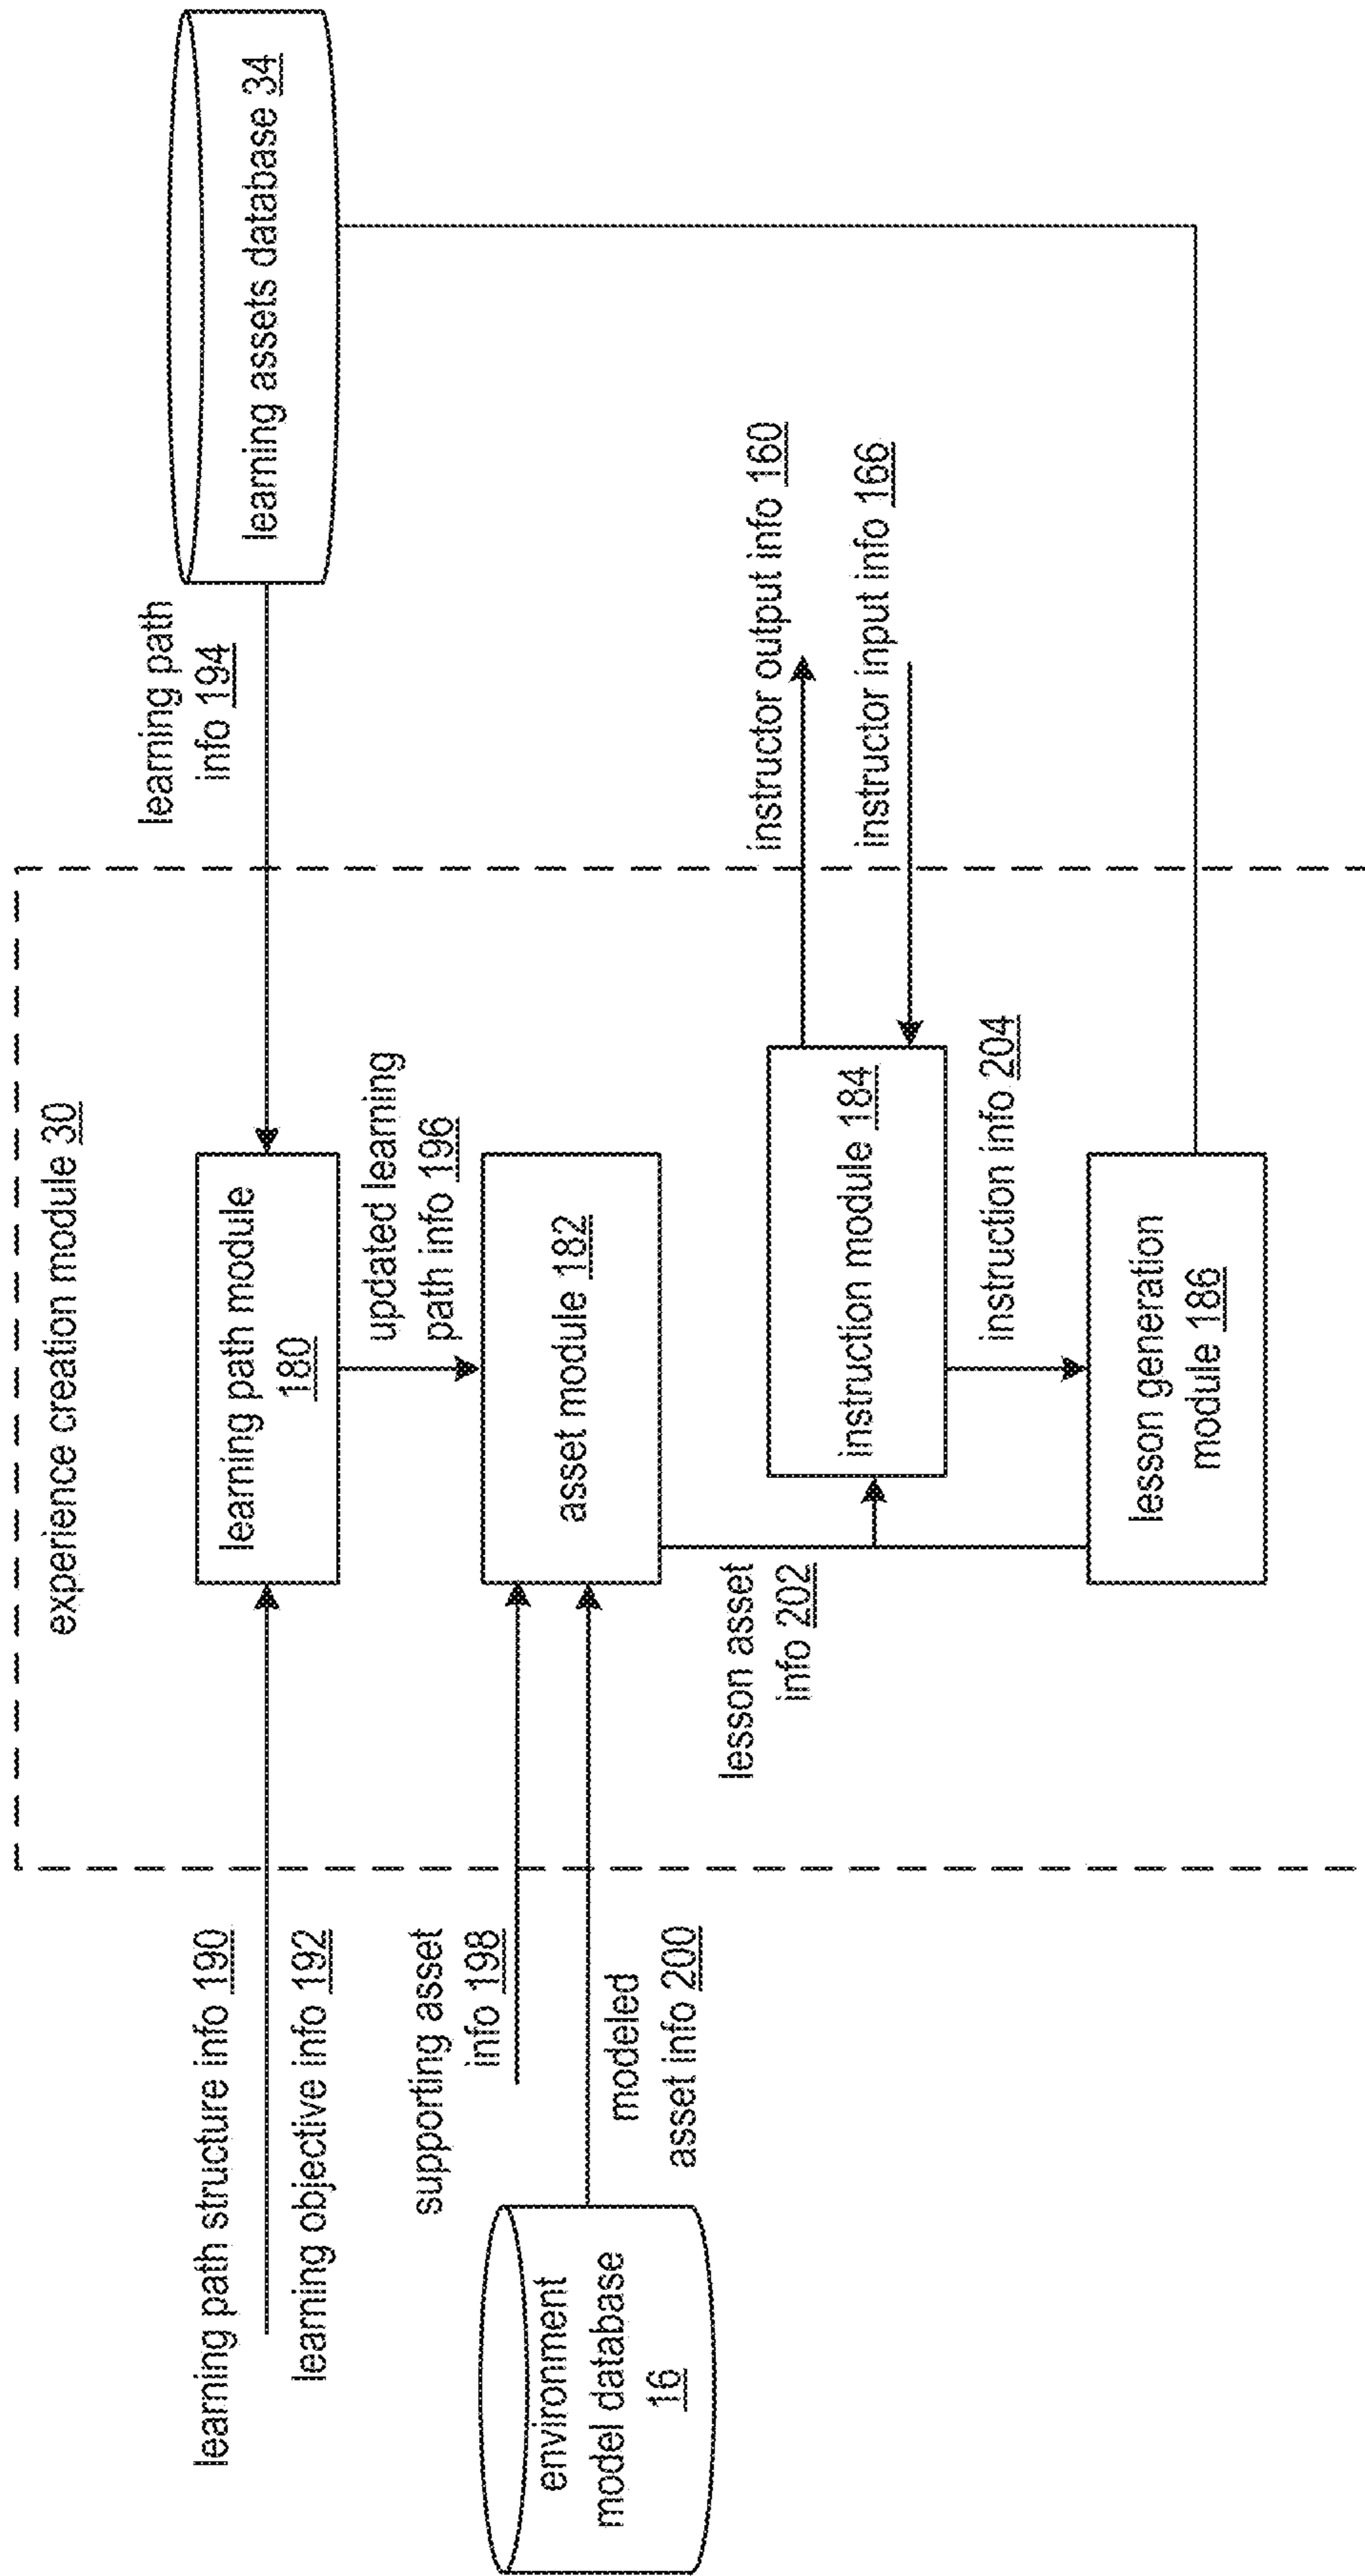 experience creation module 30
learning path structure info 190
learning objective info 192
learning path module
180
learning path
info 194
learning assets database 34
updated learning
path info 196
supporting asset
info 198
asset module 182
environment
model database
16
modeled
asset info 200
lesson asset
info 202
instruction module 184
instructor output info 160
instructor input info 166
instruction info 204
lesson generation
module 186